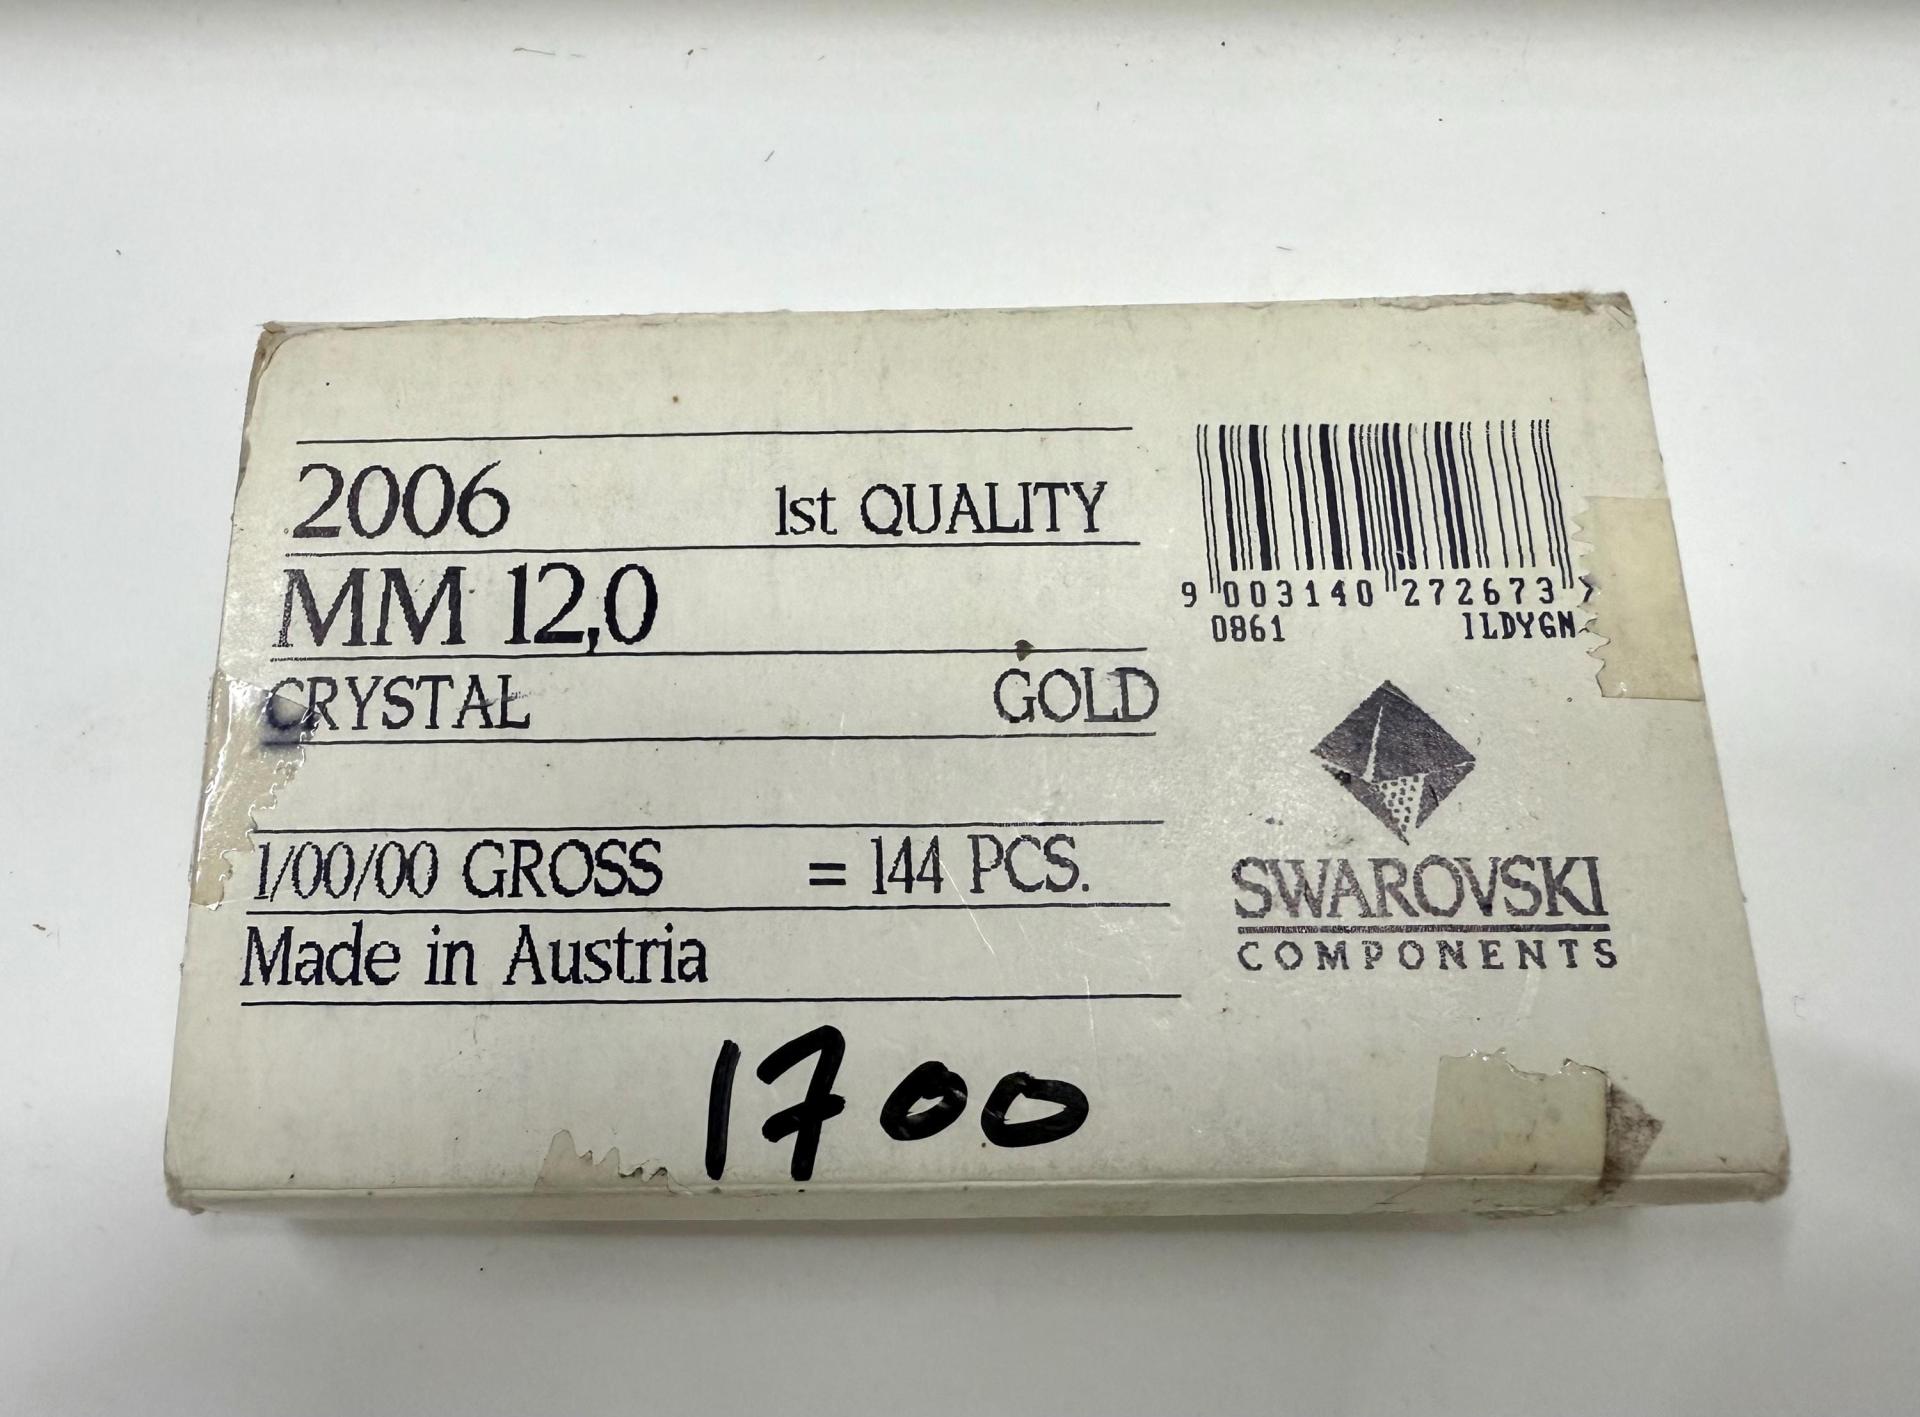 2006 1st QUALITY
MM 12,0
CRYSTAL GOLD
1/00/00 GROSS = 144 PCS.
Made in Austria
1700
9 003140 272673
0861 1LDYGN
SWAROVSKI
COMPONENTS